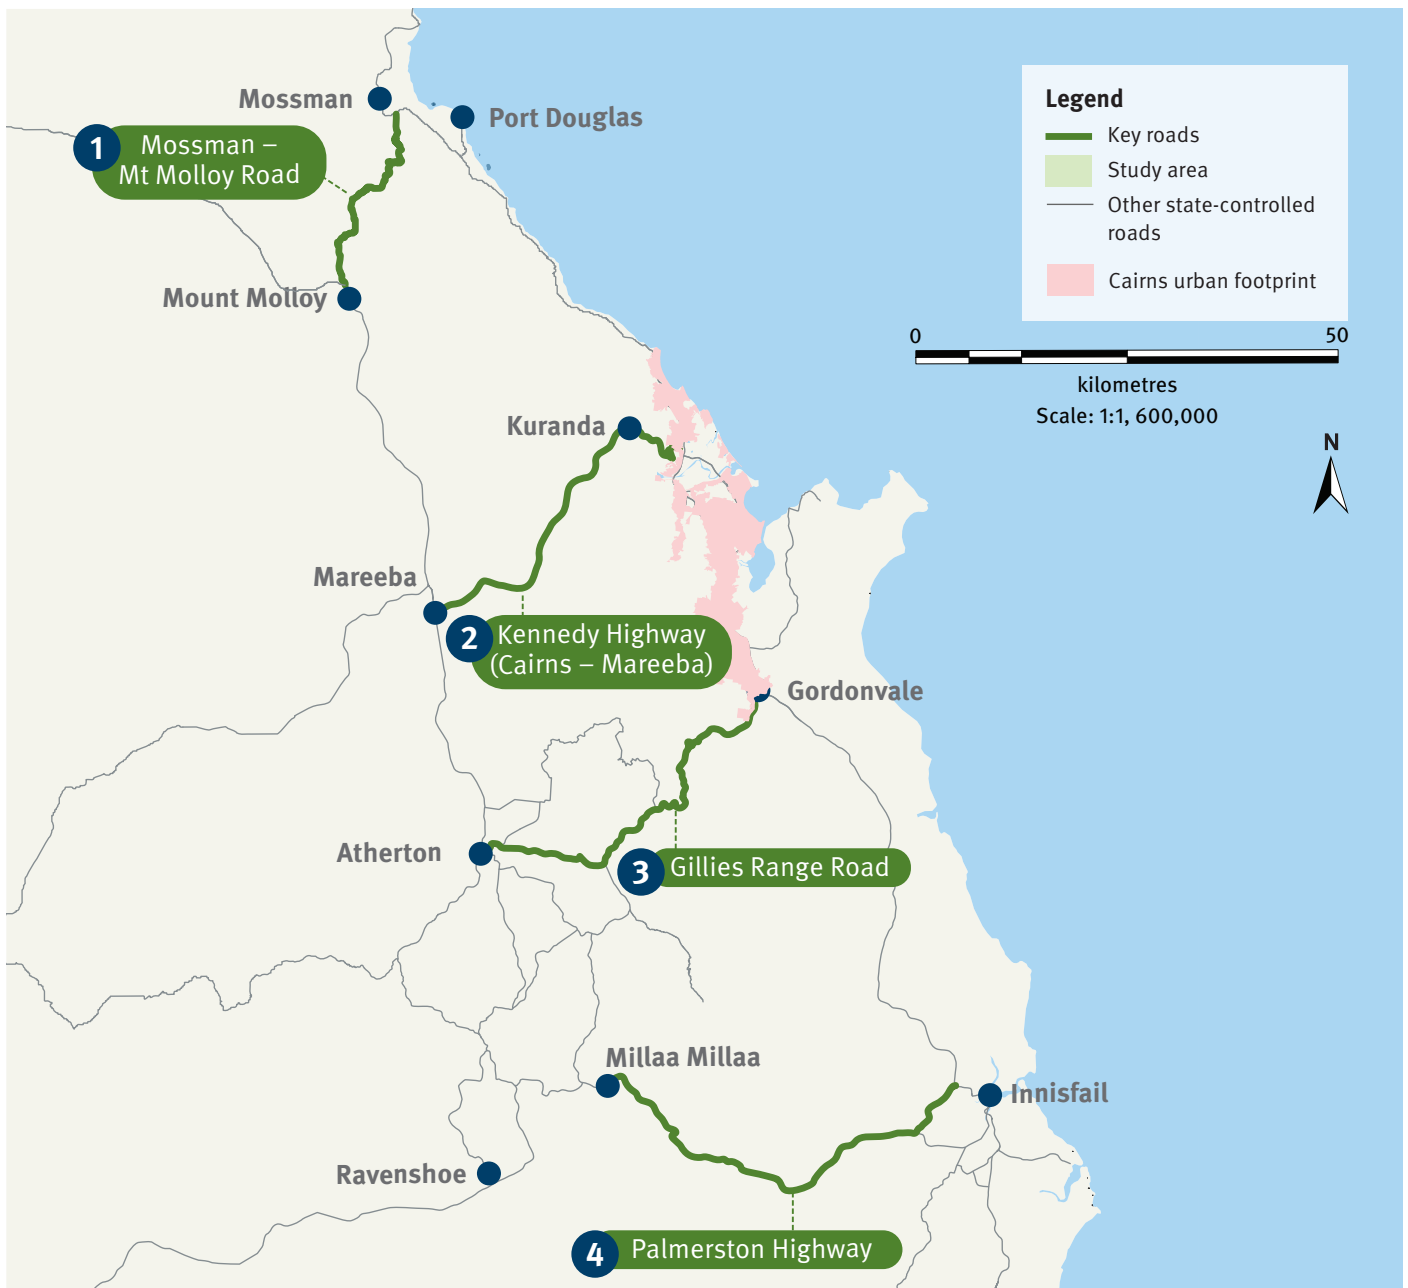 Mossman
Port Douglas
1
Mossman –
Mt Molloy Road
Mount Molloy
Legend
Key roads
Study area
Other state-controlled
roads
Cairns urban footprint
0
50
kilometres
Scale: 1:1, 600,000
N
Kuranda
Mareeba
2
Kennedy Highway
(Cairns – Mareeba)
Gordonvale
Atherton
3
Gillies Range Road
Millaa Millaa
Innisfail
Ravenshoe
4
Palmerston Highway